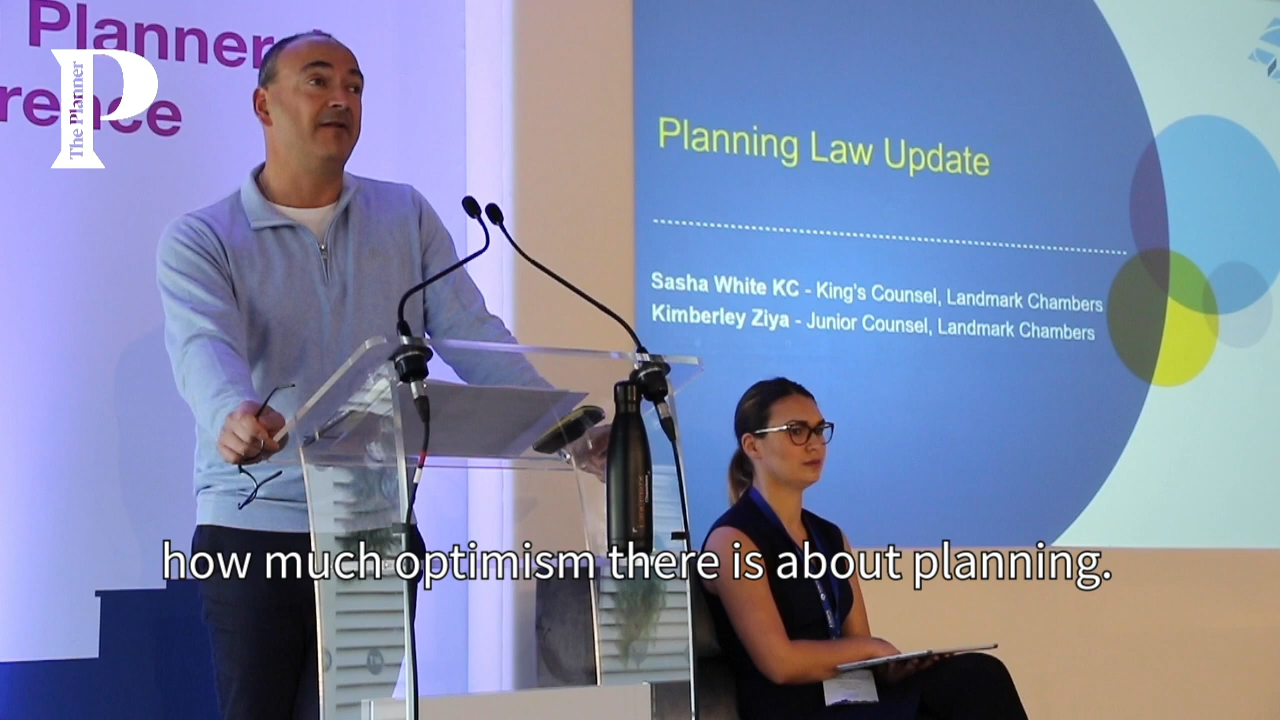 Planner
rence
The Planner
Planning Law Update
Sasha White KC - King's Counsel, Landmark Chambers
Kimberley Ziya - Junior Counsel, Landmark Chambers
how much optimism there is about planning.